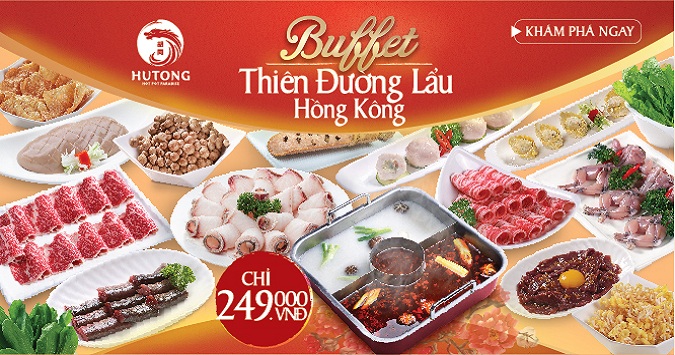 Buffet
▷ KHÁM PHÁ NGAY
HUTONG
HOT POT PARADISE
Thiên Đường Lẩu
Hồng Kông
CHỈ
249.000
.VNĐ